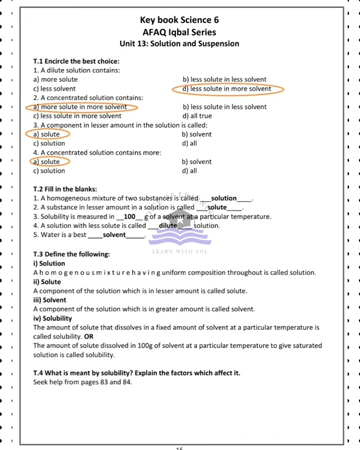 Key book Science 6
AFAQ Iqbal Series
Unit 13: Solution and Suspension
T.1 Encircle the best choice:
1. A dilute solution contains:
a) more solute b) less solute in less solvent
c) less solvent d) less solute in more solvent
2. A concentrated solution contains:
a) more solute in more solvent b) less solute in less solvent
c) less solute in more solvent d) all true
3. A component in lesser amount in the solution is called:
a) solute b) solvent
c) solution d) all
4. A concentrated solution contains more:
a) solute b) solvent
c) solution d) all
T.2 Fill in the blanks:
1. A homogeneous mixture of two substances is called ___solution____.
2. A substance in lesser amount in a solution is called ___solute____.
3. Solubility is measured in __100__ g of a solvent at a particular temperature.
4. A solution with less solute is called ___dilute____ solution.
5. Water is a best ____solvent_____.
LEARN WITH YOU
T.3 Define the following:
i) Solution
A h o m o g e n o u s m i x t u r e h a v i n g uniform composition throughout is called solution.
ii) Solute
A component of the solution which is in lesser amount is called solute.
iii) Solvent
A component of the solution which is in greater amount is called solvent.
iv) Solubility
The amount of solute that dissolves in a fixed amount of solvent at a particular temperature is
called solubility. OR
The amount of solute dissolved in 100g of solvent at a particular temperature to give saturated
solution is called solubility.
T.4 What is meant by solubility? Explain the factors which affect it.
Seek help from pages 83 and 84.